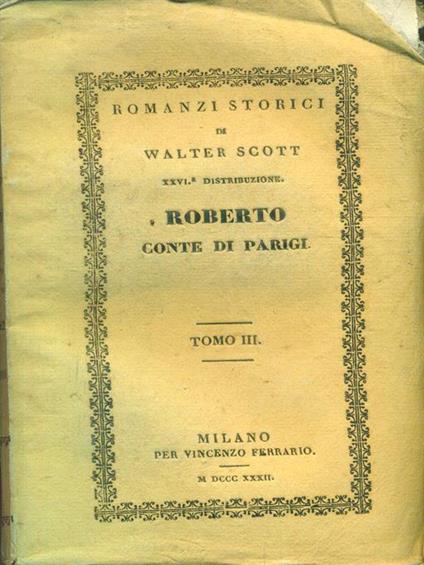 ROMANZI STORICI
DI
WALTER SCOTT
XXVI.ª DISTRIBUZIONE.
ROBERTO
CONTE DI PARIGI.
TOMO III.
MILANO
PER VINCENZO FERRARIO.
M DCCC XXXII.